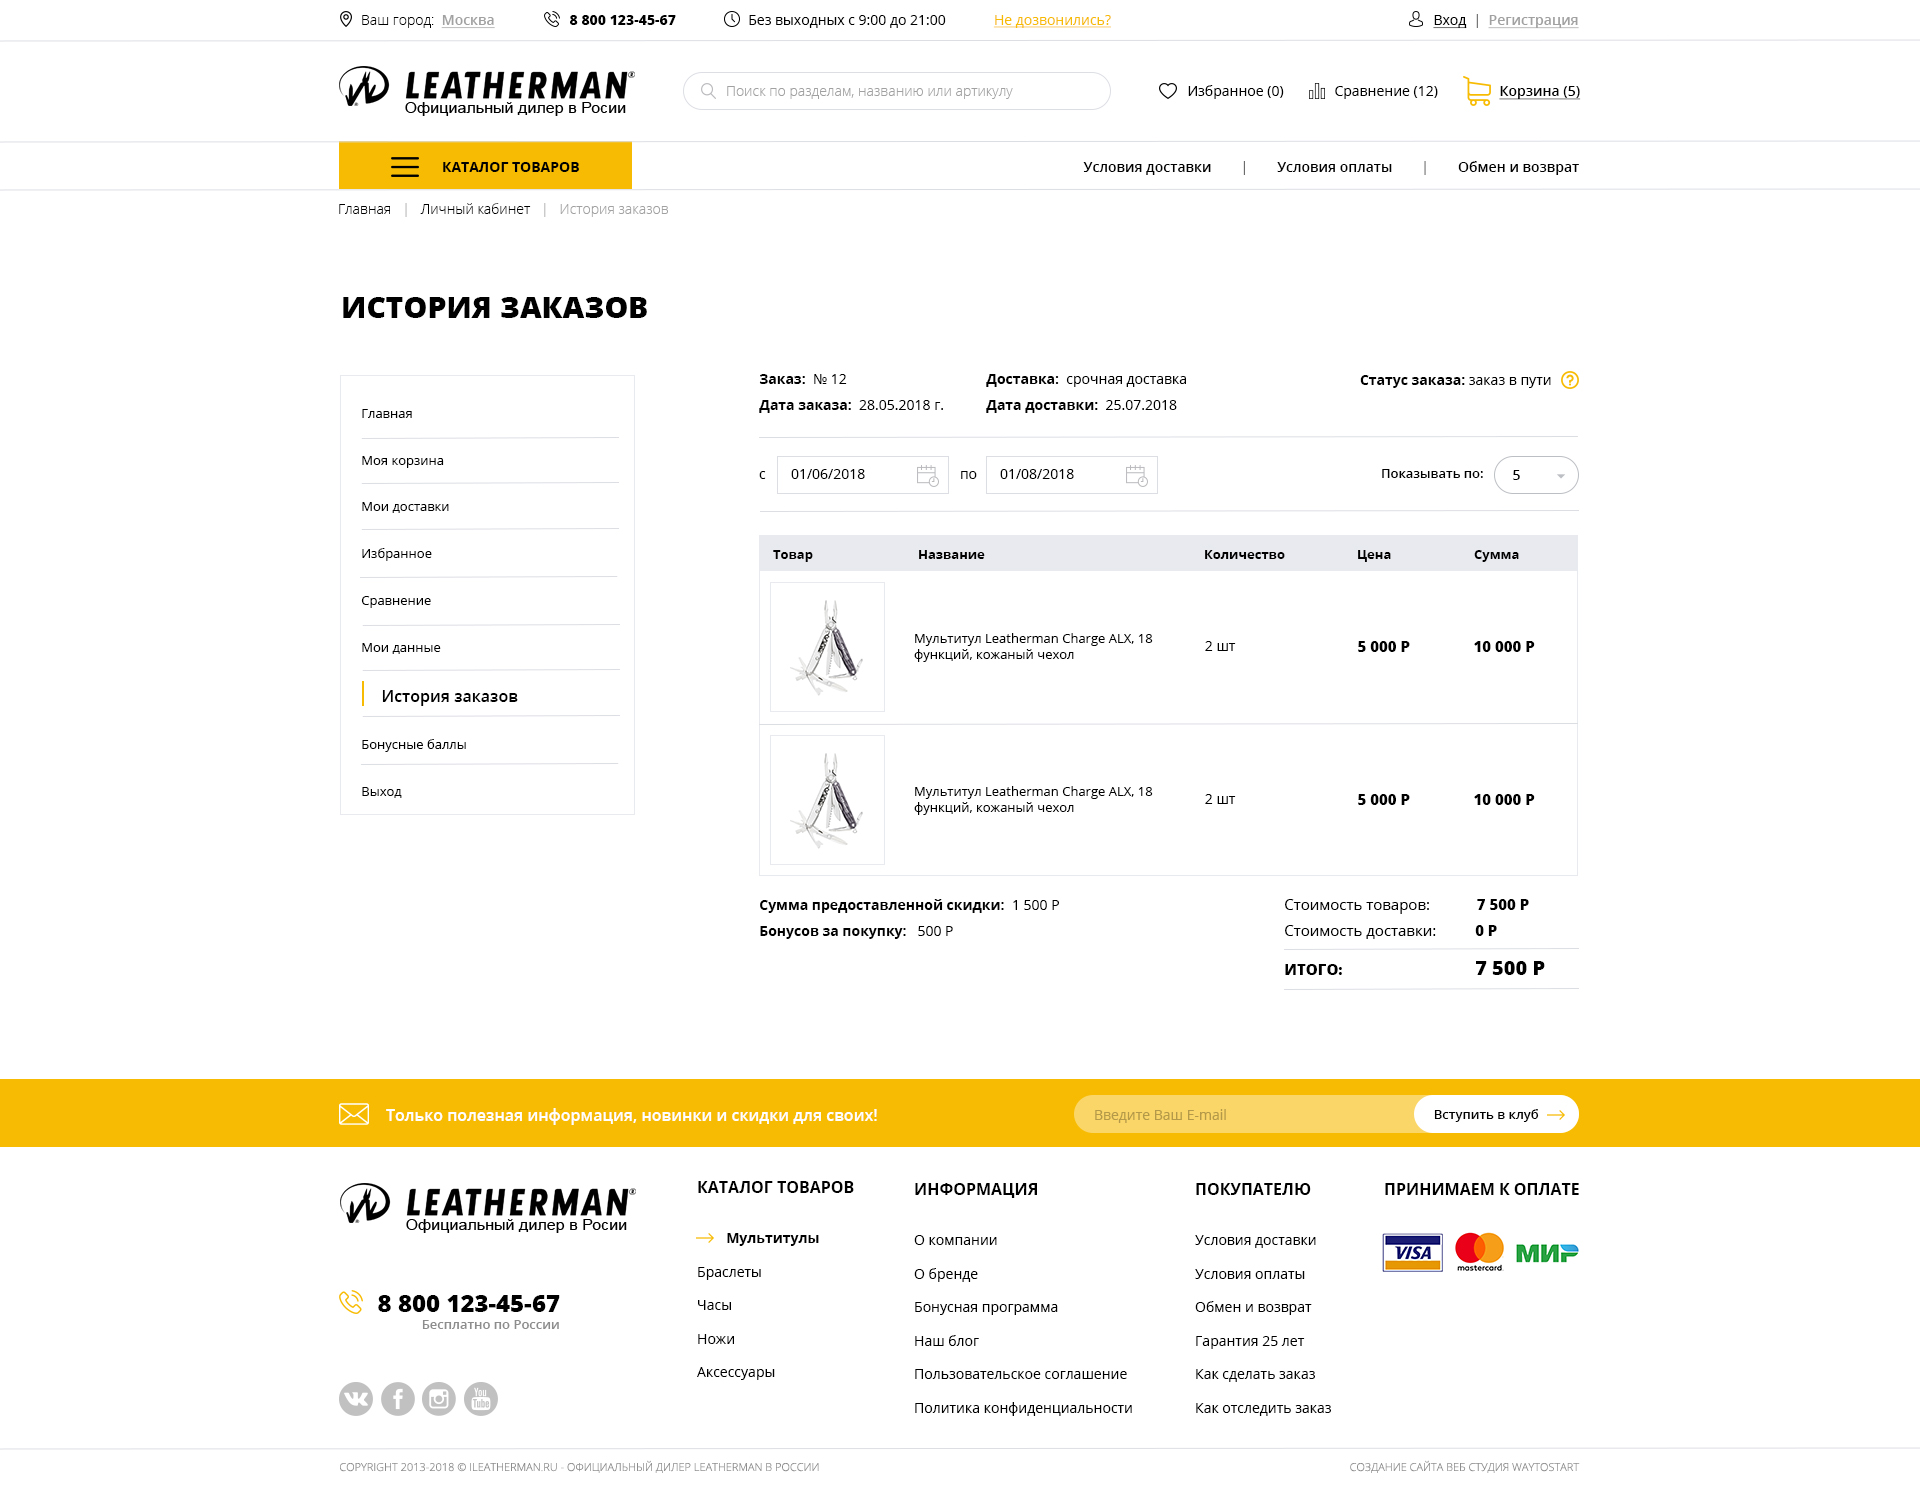 Ваш город: Москва
8 800 123-45-67
Без выходных с 9:00 до 21:00
Не дозвонились?
Вход | Регистрация
LEATHERMAN®
Официальный дилер в Росии
Поиск по разделам, названию или артикулу
Избранное (0)
Сравнение (12)
Корзина (5)
КАТАЛОГ ТОВАРОВ
Условия доставки | Условия оплаты | Обмен и возврат
Главная | Личный кабинет | История заказов
ИСТОРИЯ ЗАКАЗОВ
Главная
Моя корзина
Мои доставки
Избранное
Сравнение
Мои данные
История заказов
Бонусные баллы
Выход
Заказ: № 12
Доставка: срочная доставка
Статус заказа: заказ в пути ?
Дата заказа: 28.05.2018 г.
Дата доставки: 25.07.2018
с 01/06/2018 по 01/08/2018
Показывать по: 5
Товар Название Количество Цена Сумма
Мультитул Leatherman Charge ALX, 18
функций, кожаный чехол
2 шт 5 000 Р 10 000 Р
Мультитул Leatherman Charge ALX, 18
функций, кожаный чехол
2 шт 5 000 Р 10 000 Р
Сумма предоставленной скидки: 1 500 Р
Бонусов за покупку: 500 Р
Стоимость товаров: 7 500 Р
Стоимость доставки: 0 Р
ИТОГО: 7 500 Р
Только полезная информация, новинки и скидки для своих!
Введите Ваш E-mail
Вступить в клуб
LEATHERMAN®
Официальный дилер в Росии
8 800 123-45-67
Бесплатно по России
You Tube
КАТАЛОГ ТОВАРОВ
Мультитулы
Браслеты
Часы
Ножи
Аксессуары
ИНФОРМАЦИЯ
О компании
О бренде
Бонусная программа
Наш блог
Пользовательское соглашение
Политика конфиденциальности
ПОКУПАТЕЛЮ
Условия доставки
Условия оплаты
Обмен и возврат
Гарантия 25 лет
Как сделать заказ
Как отследить заказ
ПРИНИМАЕМ К ОПЛАТЕ
VISA
mastercard
МИР
COPYRIGHT 2013-2018 © ILEATHERMAN.RU - ОФИЦИАЛЬНЫЙ ДИЛЕР LEATHERMAN В РОССИИ
СОЗДАНИЕ САЙТА ВЕБ СТУДИЯ WAYTOSTART